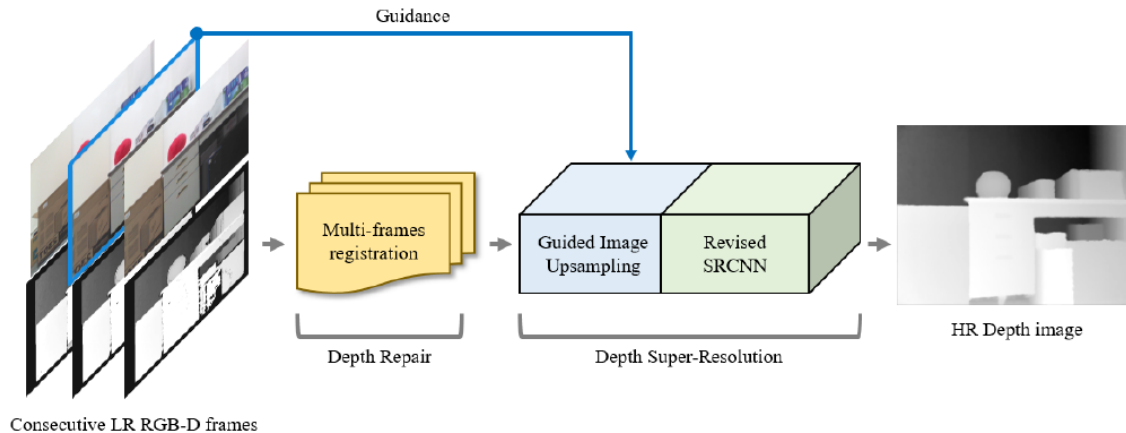 Guidance
Multi-frames
registration
Guided Image
Upsampling
Revised
SRCNN
Depth Repair
Depth Super-Resolution
HR Depth image
Consecutive LR RGB-D frames